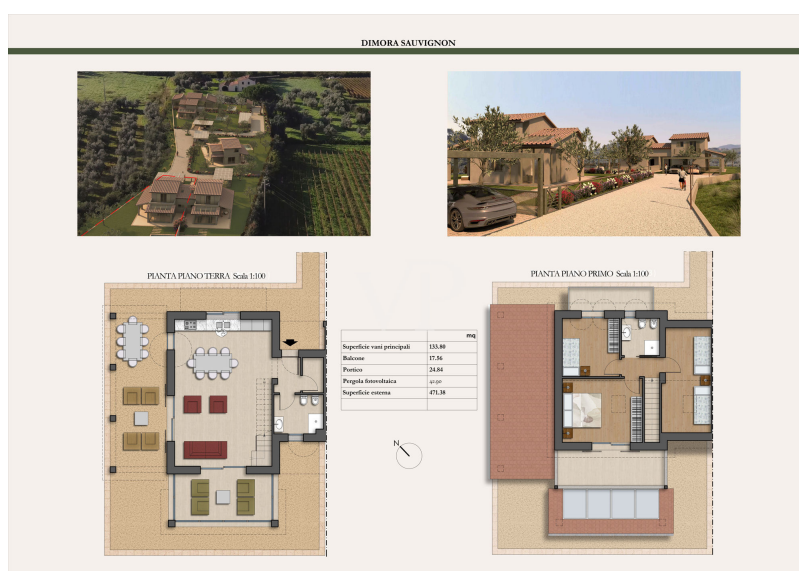 DIMORA SAUVIGNON
PIANTA PIANO TERRA Scala 1:100
PIANTA PIANO PRIMO Scala 1:100
mq
Superficie vani principali 133.80
Balcone 17.56
Portico 24.84
Pergola fotovoltaica
Superficie esterna 471.38
N
VP